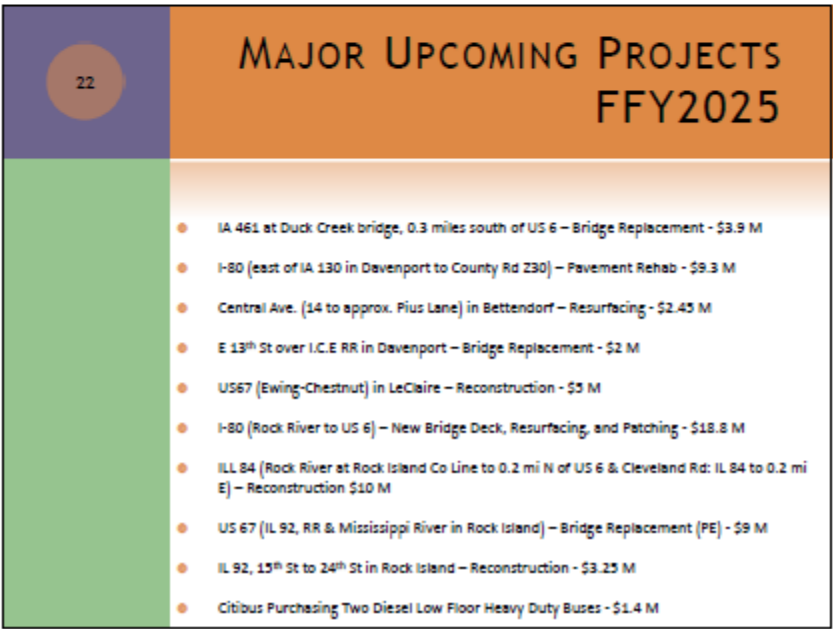 22
MAJOR UPCOMING PROJECTS
FFY2025
IA 461 at Duck Creek bridge, 0.3 miles south of US 6 – Bridge Replacement - $3.9 M
I-80 (east of IA 130 in Davenport to County Rd Z30) – Pavement Rehab - $9.3 M
Central Ave. (14 to approx. Pius Lane) in Bettendorf – Resurfacing - $2.45 M
E 13th St over I.C.E RR in Davenport – Bridge Replacement - $2 M
US67 (Ewing-Chestnut) in LeClaire – Reconstruction - $5 M
I-80 (Rock River to US 6) – New Bridge Deck, Resurfacing, and Patching - $18.8 M
ILL 84 (Rock River at Rock Island Co Line to 0.2 mi N of US 6 & Cleveland Rd: IL 84 to 0.2 mi
E) – Reconstruction $10 M
US 67 (IL 92, RR & Mississippi River in Rock Island) – Bridge Replacement (PE) - $9 M
IL 92, 15th St to 24th St in Rock Island – Reconstruction - $3.25 M
Citibus Purchasing Two Diesel Low Floor Heavy Duty Buses - $1.4 M